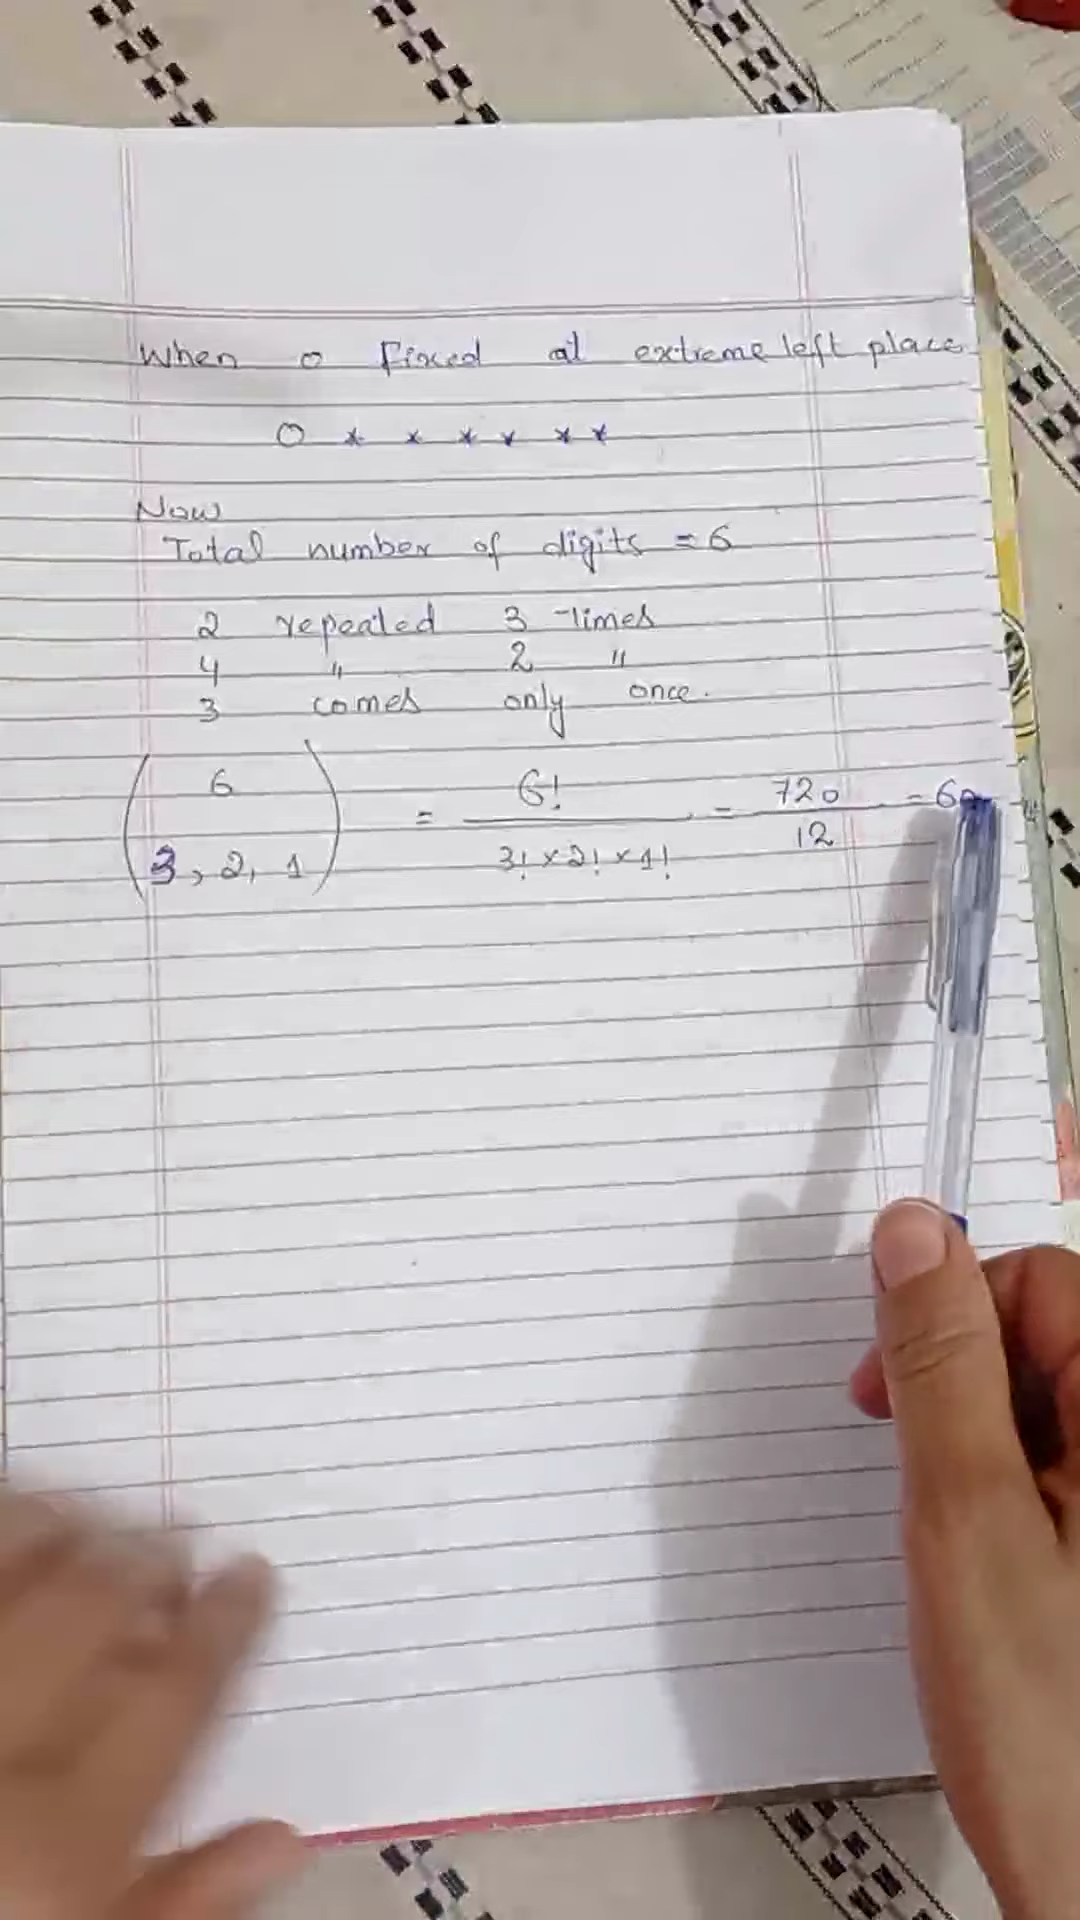 When 0 fixed at extreme left place
0 * * * * * *
Now
Total number of digits = 6
2 repeated 3 times
4 " 2 "
3 comes only once.
( 6 / 3, 2, 1 ) = 6! / 3! × 2! × 1! = 720 / 12 = 60